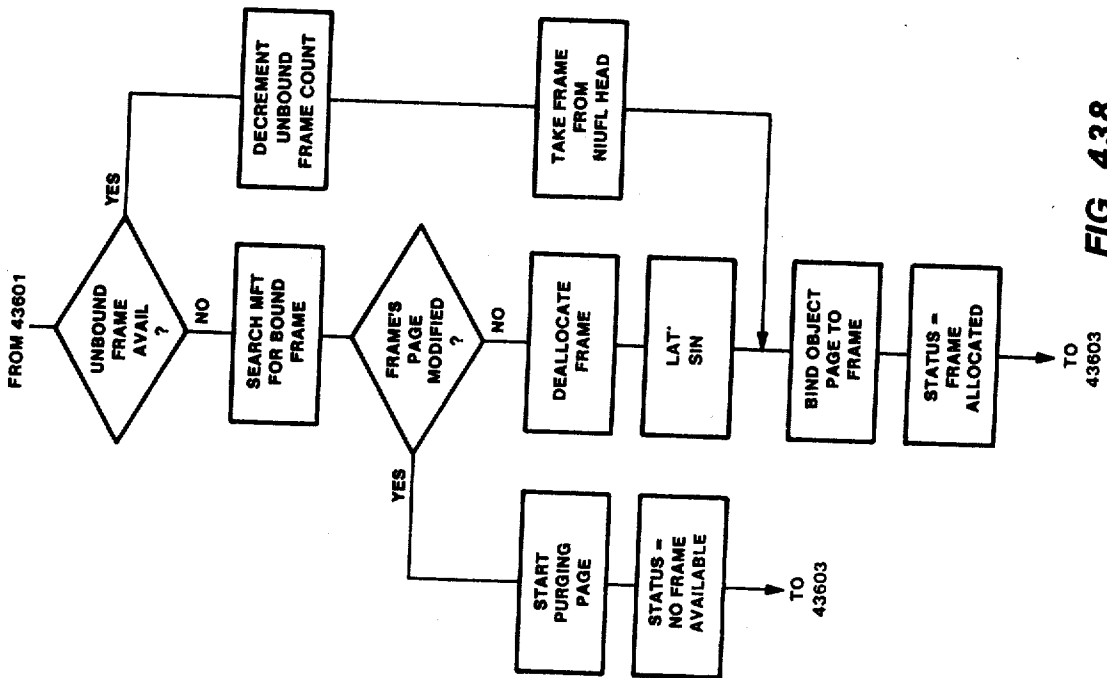 FROM 43601
UNBOUND
FRAME
AVAIL
?
YES
NO
DECREMENT
UNBOUND
FRAME COUNT
SEARCH MFT
FOR BOUND
FRAME
TAKE FRAME
FROM
NIUFL HEAD
FRAME'S
PAGE
MODIFIED
?
YES
NO
START
PURGING
PAGE
DEALLOCATE
FRAME
STATUS =
NO FRAME
AVAILABLE
LAT'
SIN
TO
43603
BIND OBJECT
PAGE TO
FRAME
STATUS =
FRAME
ALLOCATED
TO
43603
FIG 438